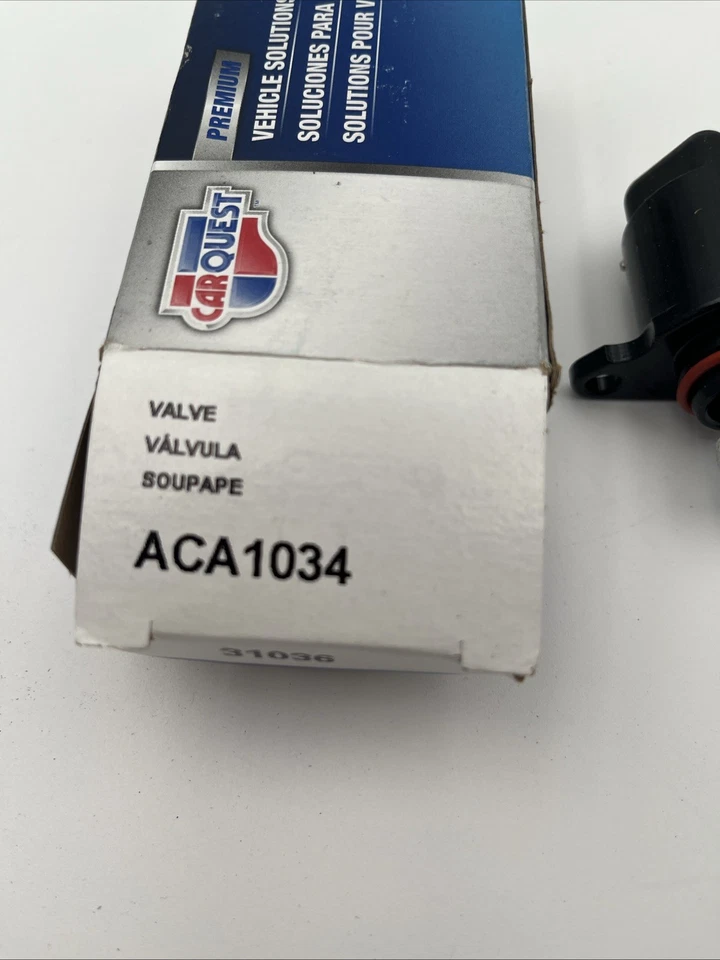 PREMIUM
VEHICLE SOLUTIONS
SOLUCIONES PARA
SOLUTIONS POUR V
CARQUEST
VALVE
VÁLVULA
SOUPAPE
ACA1034
31036